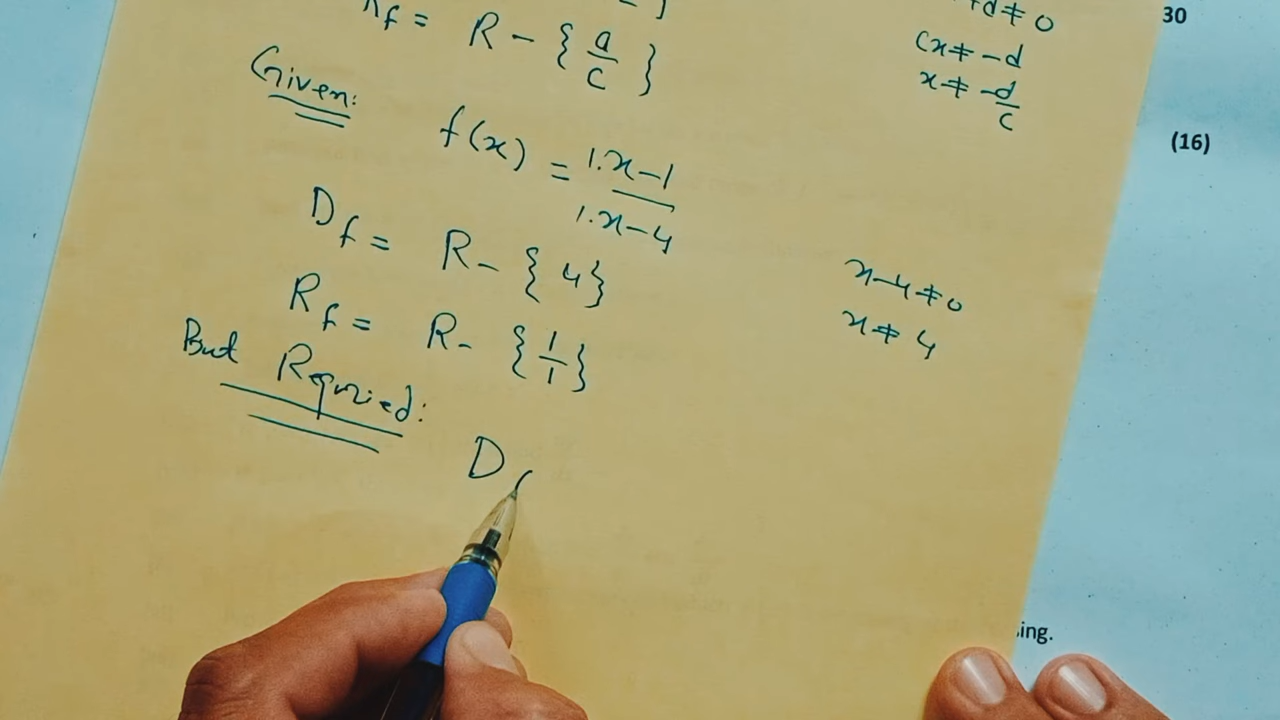 R_f = R - { a/c }
+d ≠ 0
cx ≠ -d
x ≠ -d/c
Given:
f(x) = 1.x-1 / 1.x-4
D_f = R - { 4 }
x-4 ≠ 0
x ≠ 4
R_f = R - { 1/1 }
But Required:
D
30
(16)
ing.